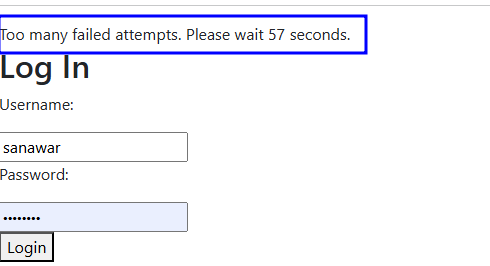 Too many failed attempts. Please wait 57 seconds.
Log In
Username:
sanawar
Password:
••••••••
Login